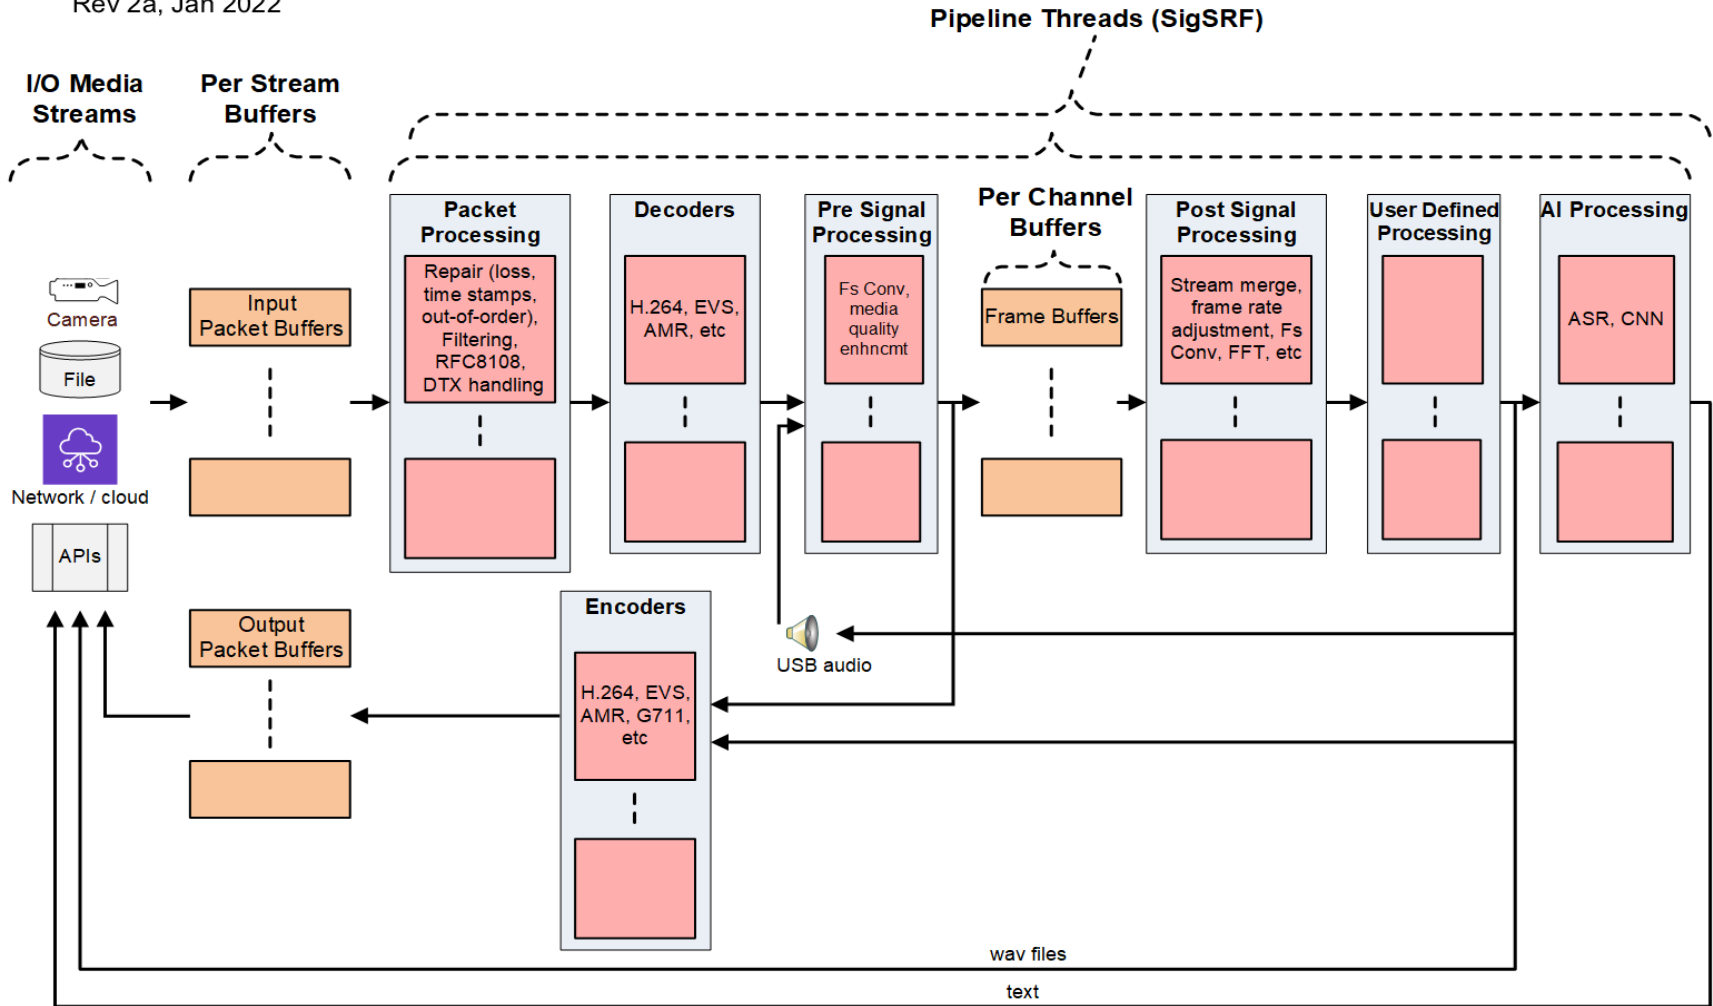 Rev 2a, Jan 2022
Pipeline Threads (SigSRF)
I/O Media
Streams
Per Stream
Buffers
Packet
Processing
Repair (loss,
time stamps,
out-of-order),
Filtering,
RFC8108,
DTX handling
Decoders
H.264, EVS,
AMR, etc
Pre Signal
Processing
Fs Conv,
media
quality
enhncmt
Per Channel
Buffers
Frame Buffers
Post Signal
Processing
Stream merge,
frame rate
adjustment, Fs
Conv, FFT, etc
User Defined
Processing
AI Processing
ASR, CNN
Camera
File
Network / cloud
APIs
Input
Packet Buffers
Output
Packet Buffers
Encoders
H.264, EVS,
AMR, G711,
etc
USB audio
wav files
text